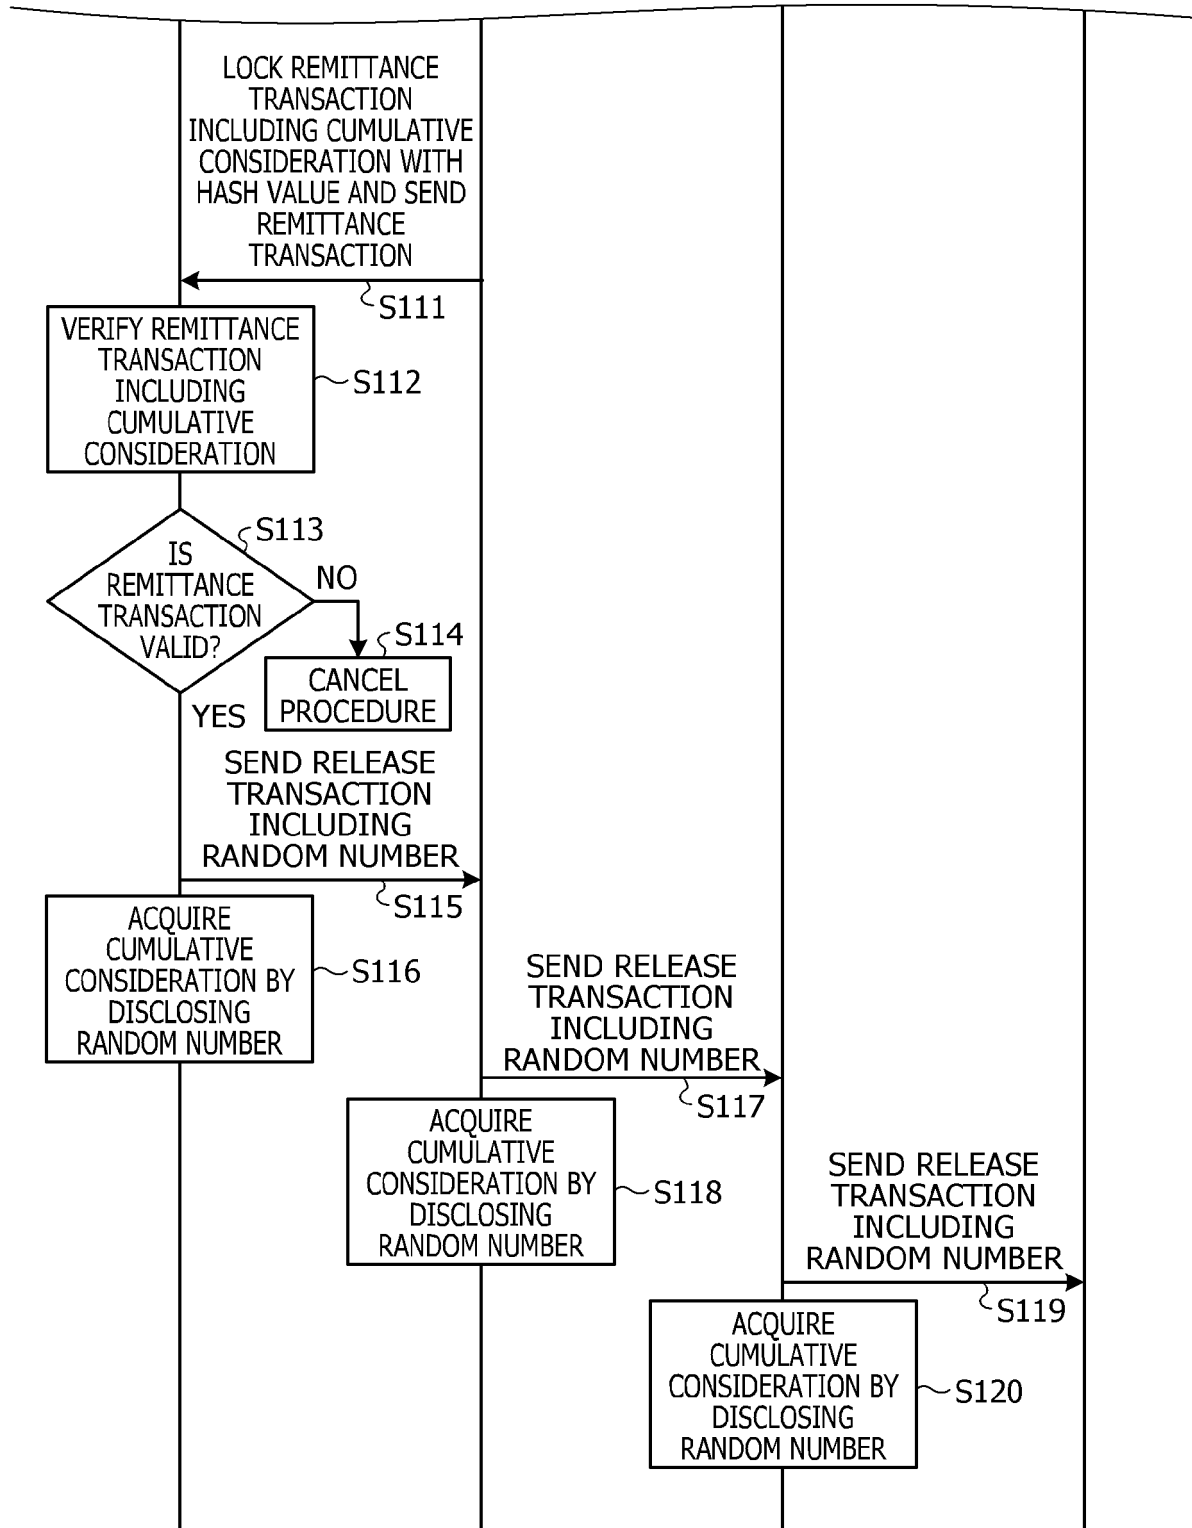 LOCK REMITTANCE
TRANSACTION
INCLUDING CUMULATIVE
CONSIDERATION WITH
HASH VALUE AND SEND
REMITTANCE
TRANSACTION
S111
VERIFY REMITTANCE
TRANSACTION
INCLUDING
CUMULATIVE
CONSIDERATION
S112
S113
IS
REMITTANCE
TRANSACTION
VALID?
NO
S114
CANCEL
PROCEDURE
YES
SEND RELEASE
TRANSACTION
INCLUDING
RANDOM NUMBER
S115
ACQUIRE
CUMULATIVE
CONSIDERATION BY
DISCLOSING
RANDOM NUMBER
S116
SEND RELEASE
TRANSACTION
INCLUDING
RANDOM NUMBER
S117
ACQUIRE
CUMULATIVE
CONSIDERATION BY
DISCLOSING
RANDOM NUMBER
S118
SEND RELEASE
TRANSACTION
INCLUDING
RANDOM NUMBER
S119
ACQUIRE
CUMULATIVE
CONSIDERATION BY
DISCLOSING
RANDOM NUMBER
S120